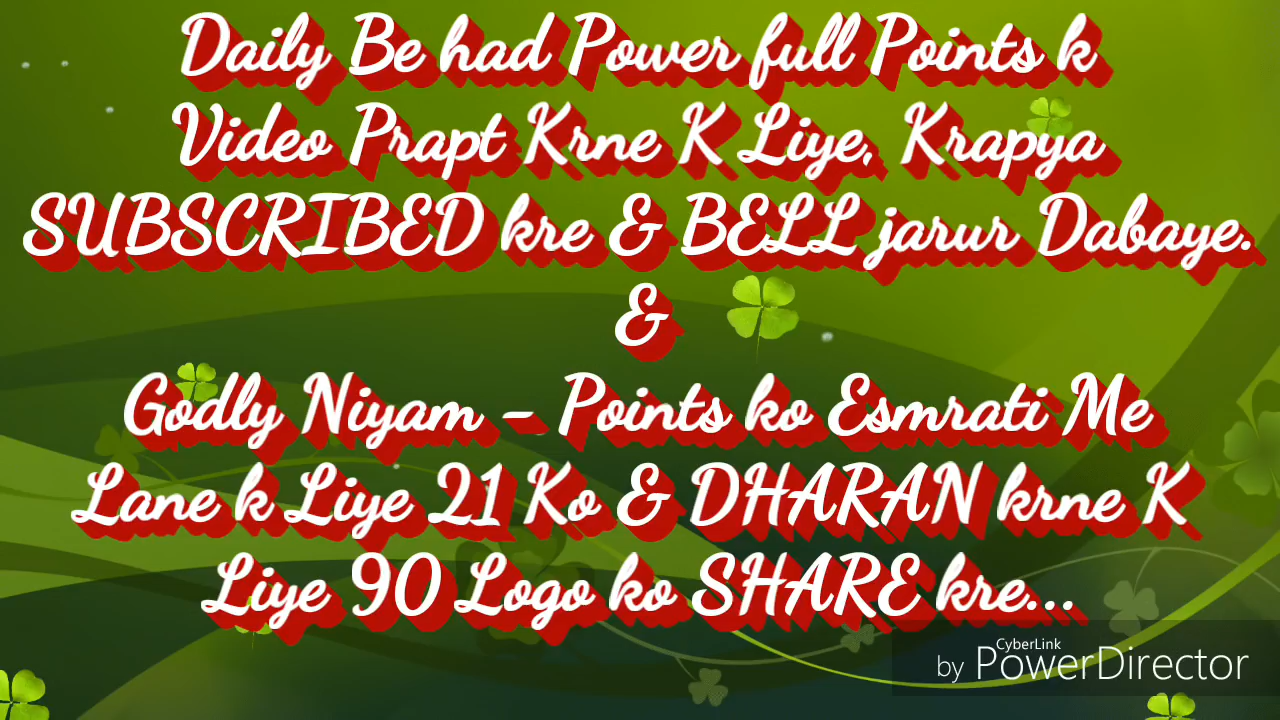 Daily Be had Power full Points k
Video Prapt Krne K Liye, Krapya
SUBSCRIBED kre & BELL jarur Dabaye.
&
Godly Niyam - Points ko Esmrati Me
Lane k Liye 21 Ko & DHARAN krne K
Liye 90 Logo ko SHARE kre...
by CyberLink PowerDirector